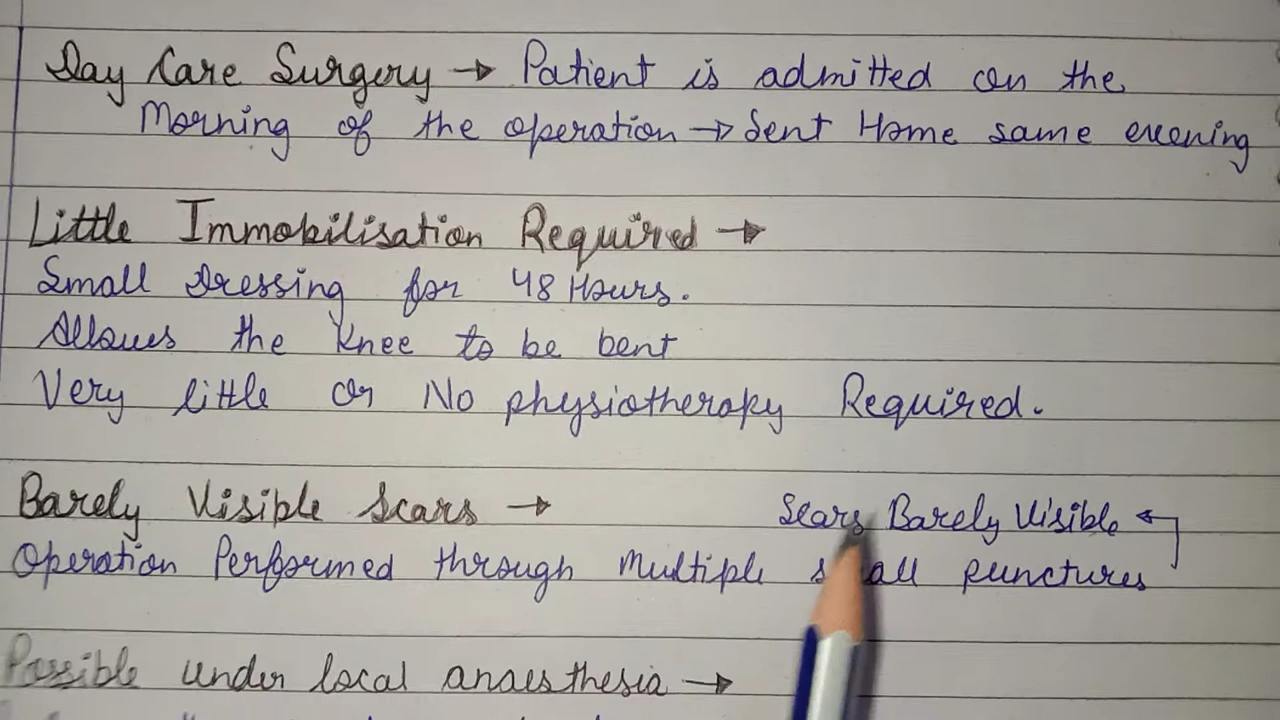 Day Care Surgery → Patient is admitted on the
Morning of the operation → Sent Home same evening
Little Immobilisation Required →
Small Dressing for 48 Hours.
Allows the Knee to be bent
Very little or No physiotherapy Required.
Barely Visible Scars →
Scars Barely Visible
Operation Performed through Multiple small punctures
Possible under local anaesthesia →